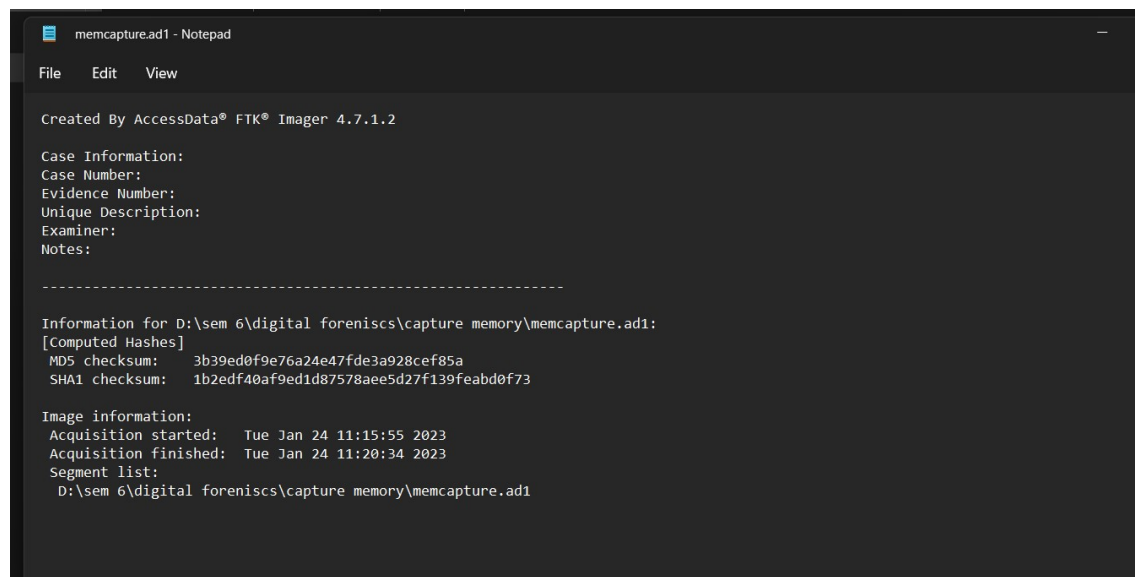 memcapture.ad1 - Notepad
File Edit View
Created By AccessData® FTK® Imager 4.7.1.2
Case Information:
Case Number:
Evidence Number:
Unique Description:
Examiner:
Notes:
--------------------------------------------------------------
Information for D:\sem 6\digital foreniscs\capture memory\memcapture.ad1:
[Computed Hashes]
MD5 checksum: 3b39ed0f9e76a24e47fde3a928cef85a
SHA1 checksum: 1b2edf40af9ed1d87578aee5d27f139feabd0f73
Image information:
Acquisition started: Tue Jan 24 11:15:55 2023
Acquisition finished: Tue Jan 24 11:20:34 2023
Segment list:
D:\sem 6\digital foreniscs\capture memory\memcapture.ad1